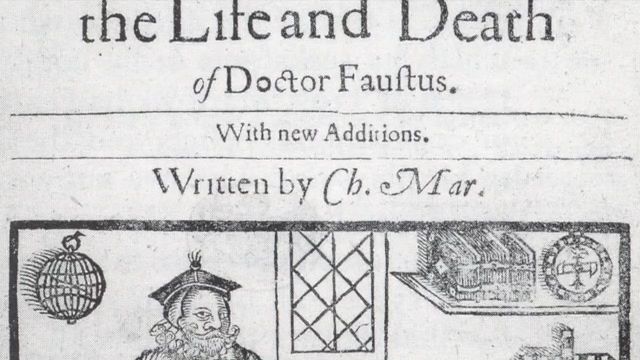 the Life and Death
of Doctor Fauſtus.
With new Additions.
Written by Ch. Mar.